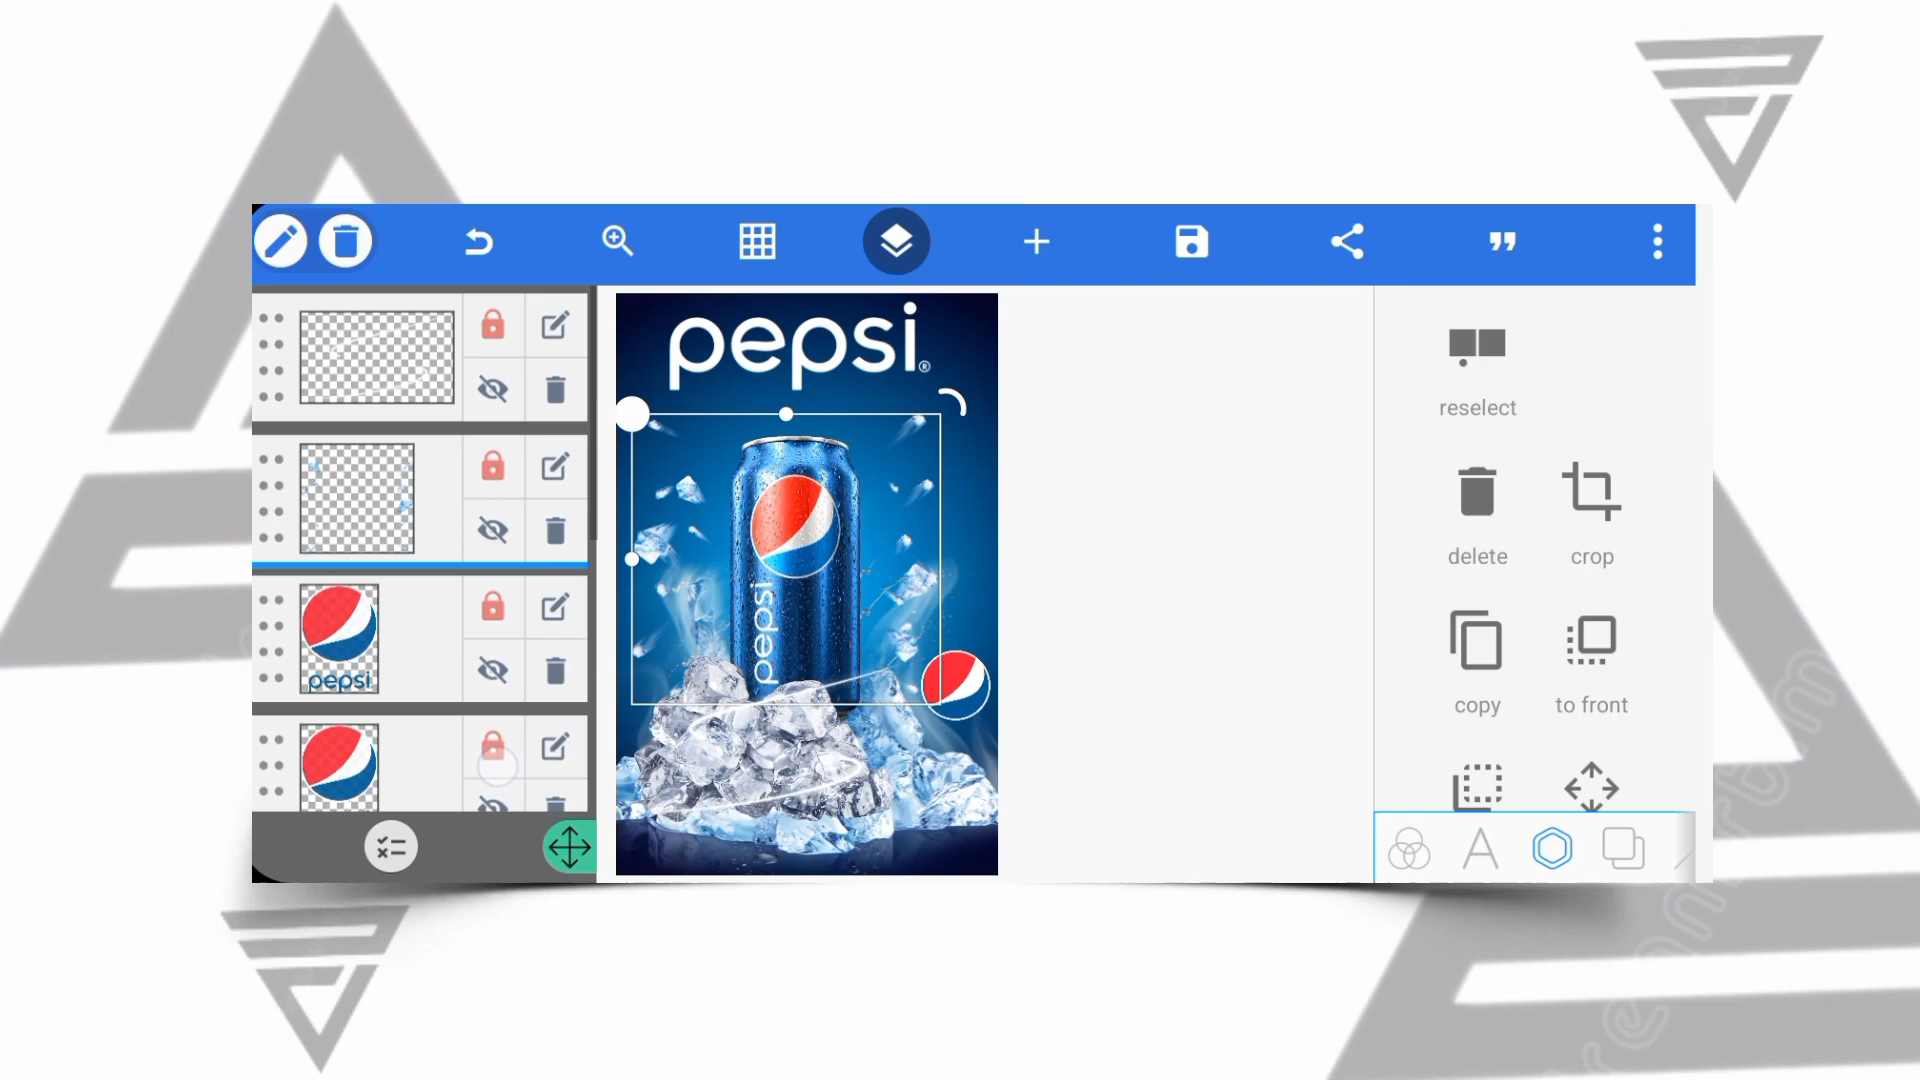 pepsi®
reselect
delete
crop
pepsi
copy
to front
pepsi